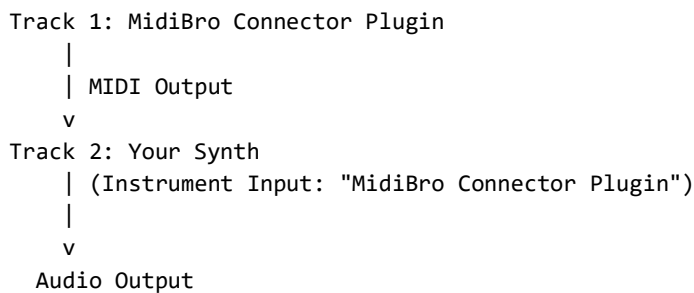 Track 1: MidiBro Connector Plugin
|
| MIDI Output
v
Track 2: Your Synth
| (Instrument Input: "MidiBro Connector Plugin")
|
v
Audio Output